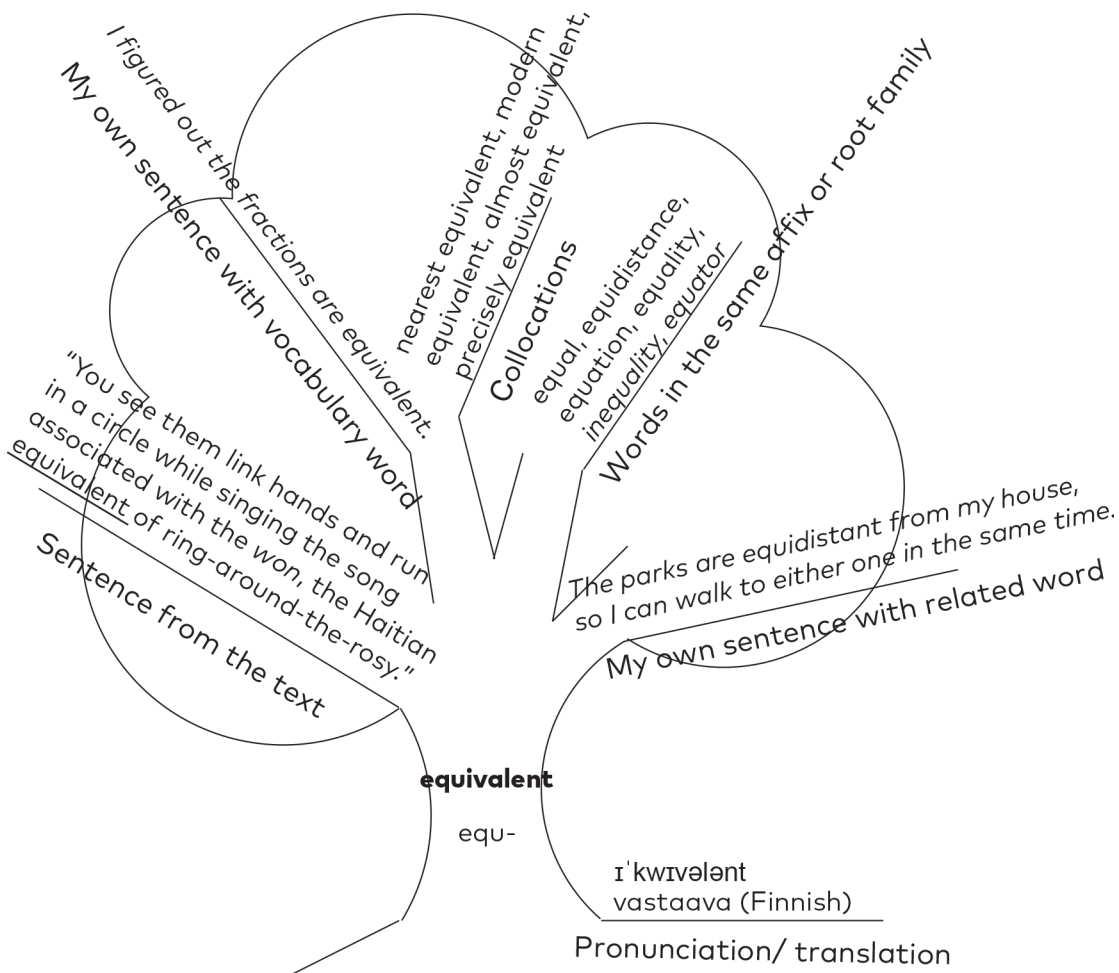 I figured out the fractions are equivalent.
My own sentence with vocabulary word
nearest equivalent, modern
equivalent, almost equivalent,
precisely equivalent
Collocations
equal, equidistance,
equation, equality,
inequality, equator
Words in the same affix or root family
"You see them link hands and run
in a circle while singing the song
associated with the won, the Haitian
equivalent of ring-around-the-rosy."
Sentence from the text
The parks are equidistant from my house,
so I can walk to either one in the same time.
My own sentence with related word
equivalent
equ-
ɪˈkwɪvələnt
vastaava (Finnish)
Pronunciation/ translation